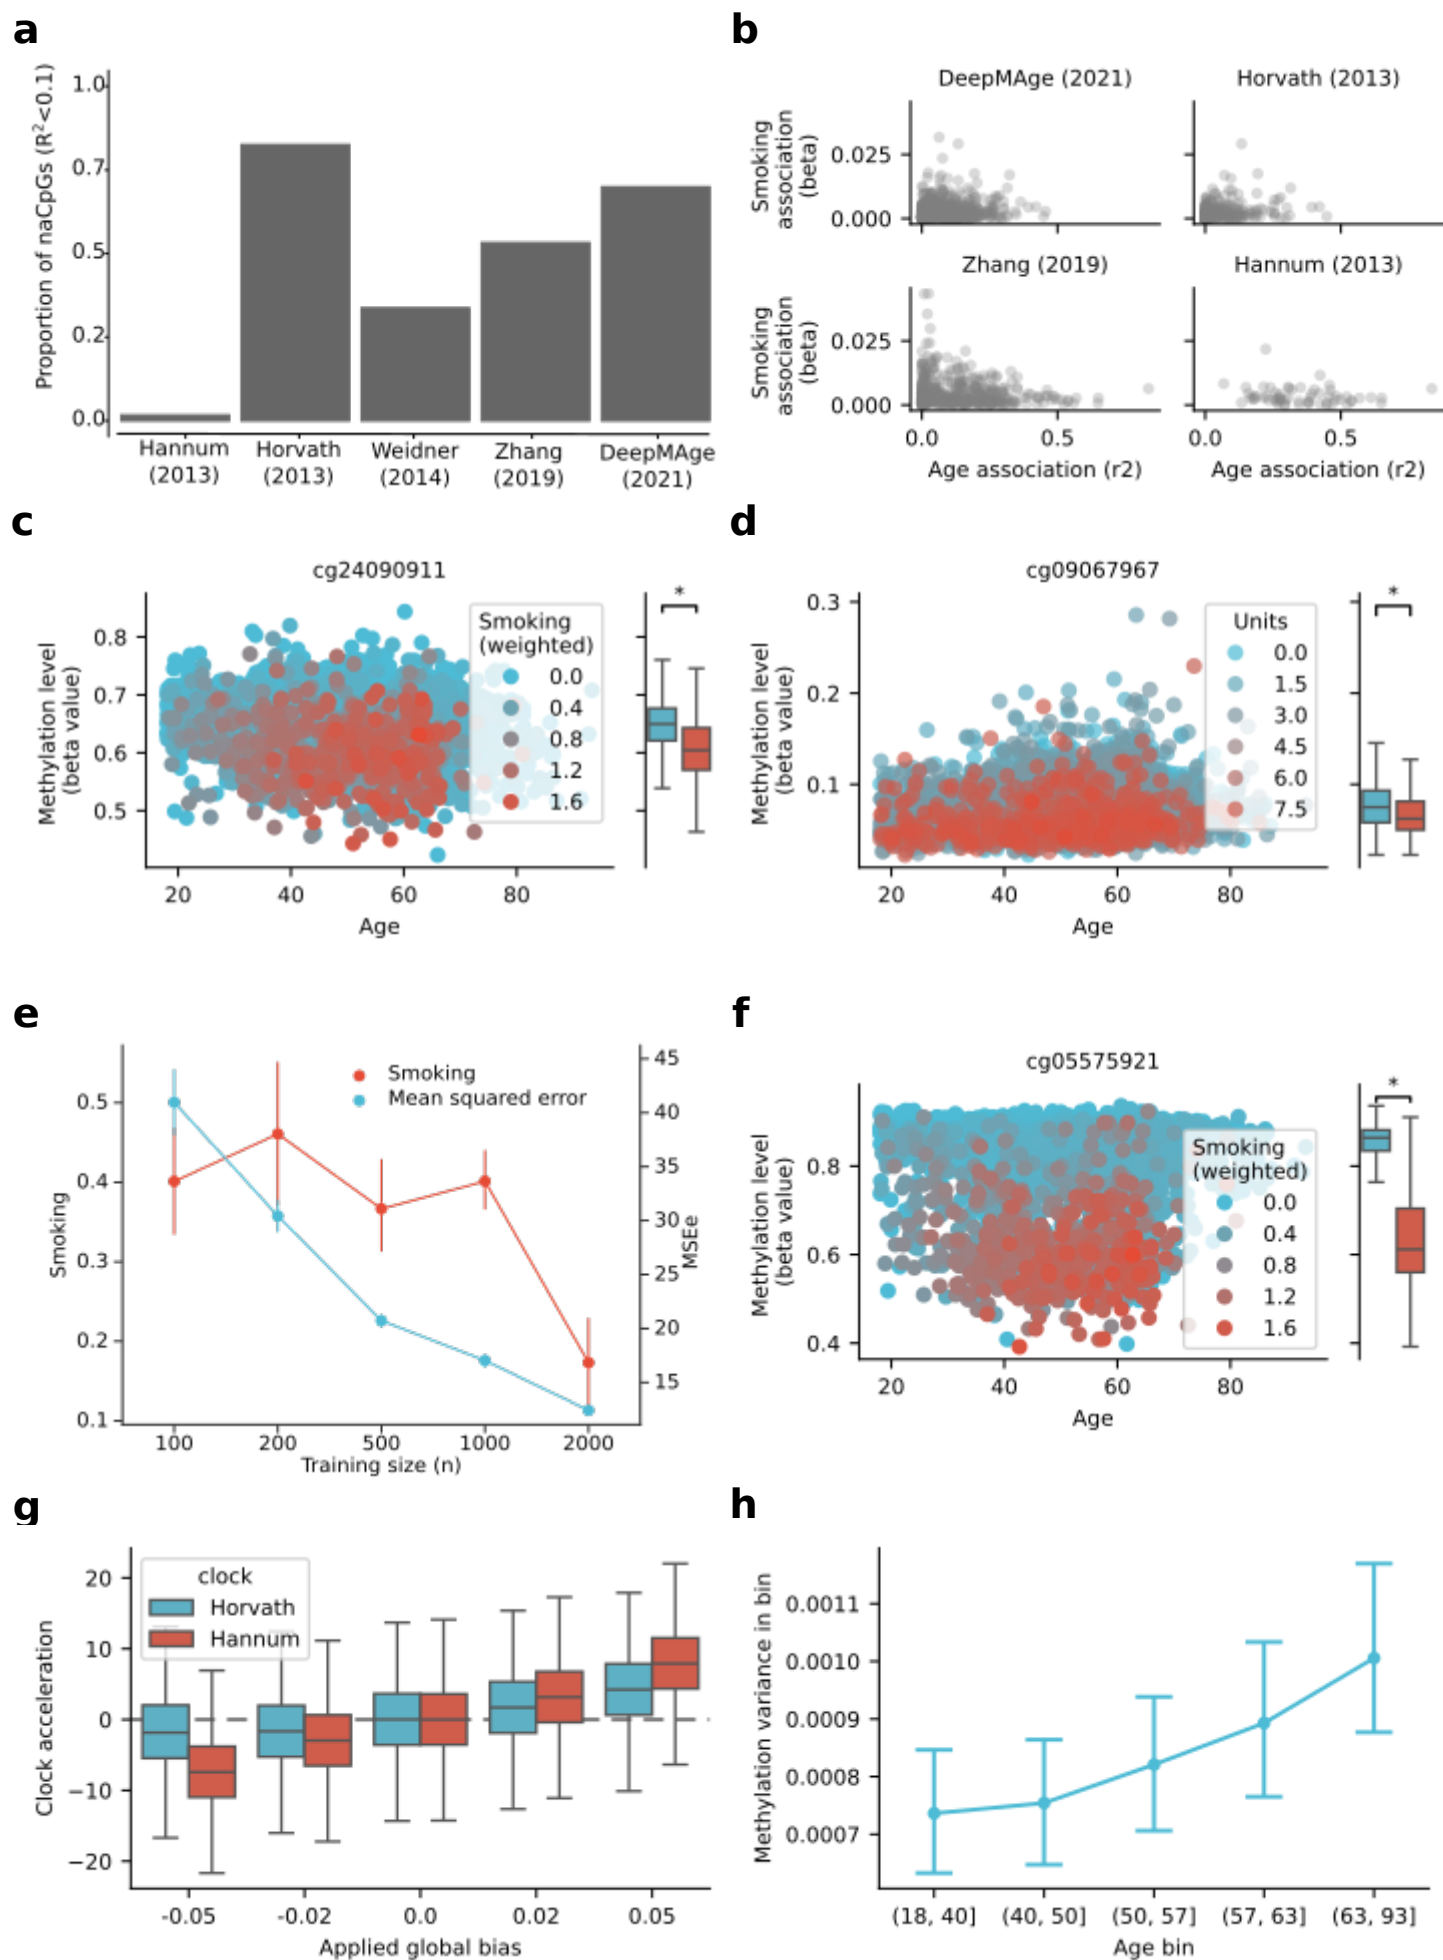 a
Proportion of naCpGs (R²<0.1)
1.0
0.7
0.5
0.2
0.0
Hannum (2013)
Horvath (2013)
Weidner (2014)
Zhang (2019)
DeepMAge (2021)
b
DeepMAge (2021)
Horvath (2013)
Smoking association (beta)
0.025
0.000
Zhang (2019)
Hannum (2013)
Smoking association (beta)
0.025
0.000
0.0
0.5
0.0
0.5
Age association (r2)
Age association (r2)
c
cg24090911
Methylation level (beta value)
0.8
0.7
0.6
0.5
Smoking (weighted)
0.0
0.4
0.8
1.2
1.6
*
20
40
60
80
Age
d
cg09067967
Methylation level (beta value)
0.3
0.2
0.1
Units
0.0
1.5
3.0
4.5
6.0
7.5
*
20
40
60
80
Age
e
Smoking
0.5
0.4
0.3
0.2
0.1
Smoking
Mean squared error
45
40
35
30
25
20
15
MSEe
100
200
500
1000
2000
Training size (n)
f
cg05575921
Methylation level (beta value)
0.8
0.6
0.4
Smoking (weighted)
0.0
0.4
0.8
1.2
1.6
*
20
40
60
80
Age
g
Clock acceleration
20
10
0
−10
−20
clock
Horvath
Hannum
-0.05
-0.02
0.0
0.02
0.05
Applied global bias
h
Methylation variance in bin
0.0011
0.0010
0.0009
0.0008
0.0007
(18, 40]
(40, 50]
(50, 57]
(57, 63]
(63, 93]
Age bin